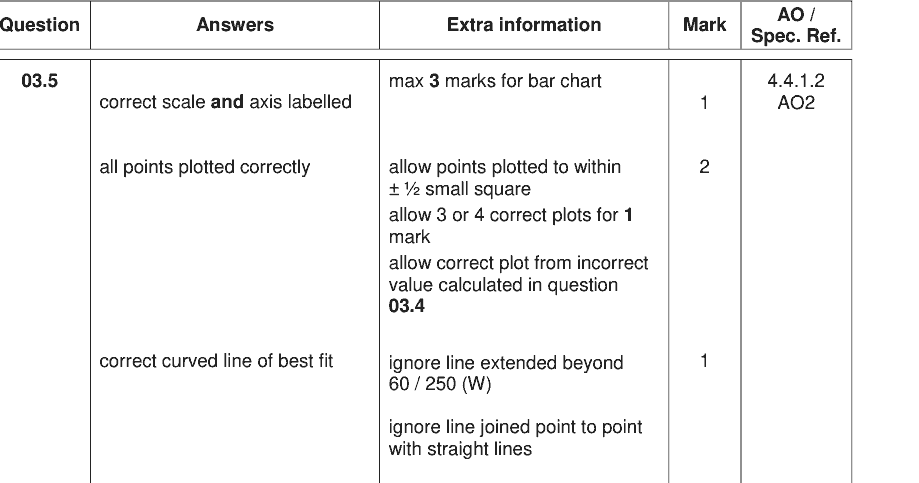 Question Answers Extra information Mark AO / Spec. Ref.
03.5 max 3 marks for bar chart 4.4.1.2
correct scale and axis labelled 1 AO2
all points plotted correctly allow points plotted to within 2
± ½ small square
allow 3 or 4 correct plots for 1
mark
allow correct plot from incorrect
value calculated in question
03.4
correct curved line of best fit ignore line extended beyond 1
60 / 250 (W)
ignore line joined point to point
with straight lines